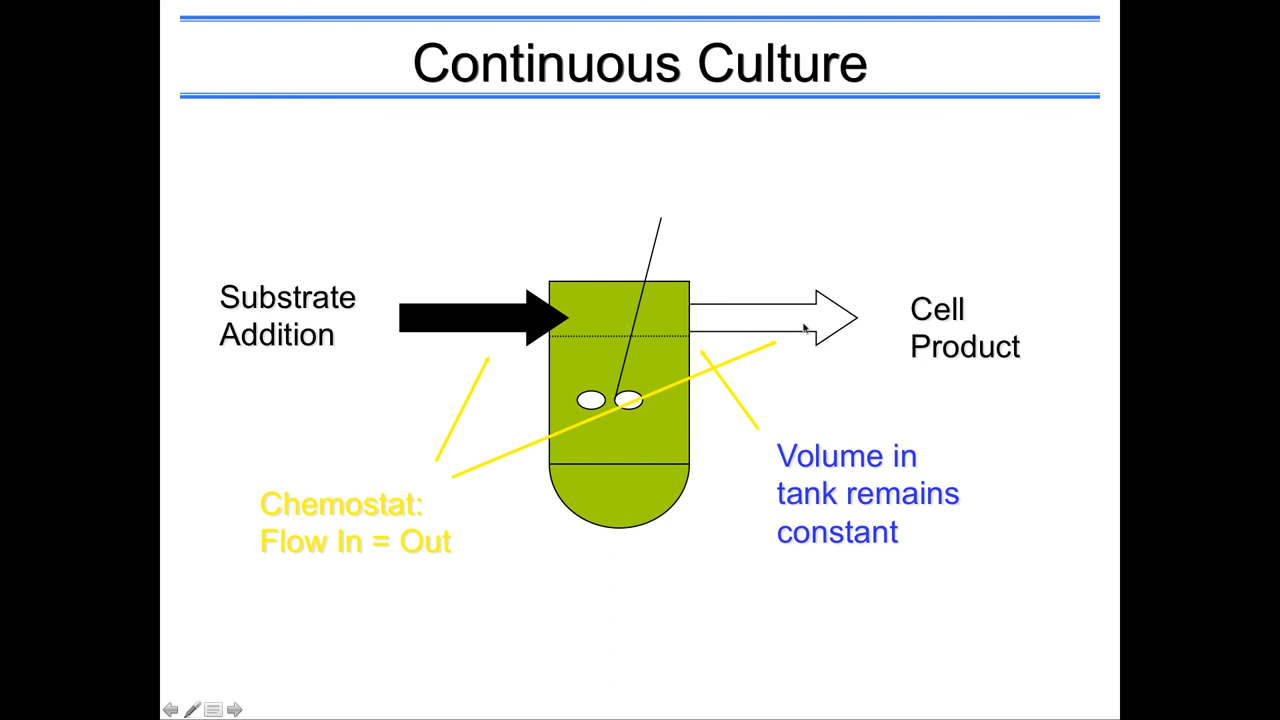 Continuous Culture
Substrate
Addition
Cell
Product
Chemostat:
Flow In = Out
Volume in
tank remains
constant